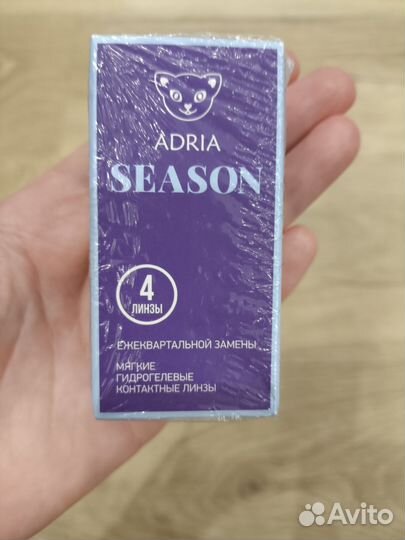 ADRIA
SEASON
4
ЛИНЗЫ
ЕЖЕКВАРТАЛЬНОЙ ЗАМЕНЫ
МЯГКИЕ
ГИДРОГЕЛЕВЫЕ
КОНТАКТНЫЕ ЛИНЗЫ
Avito